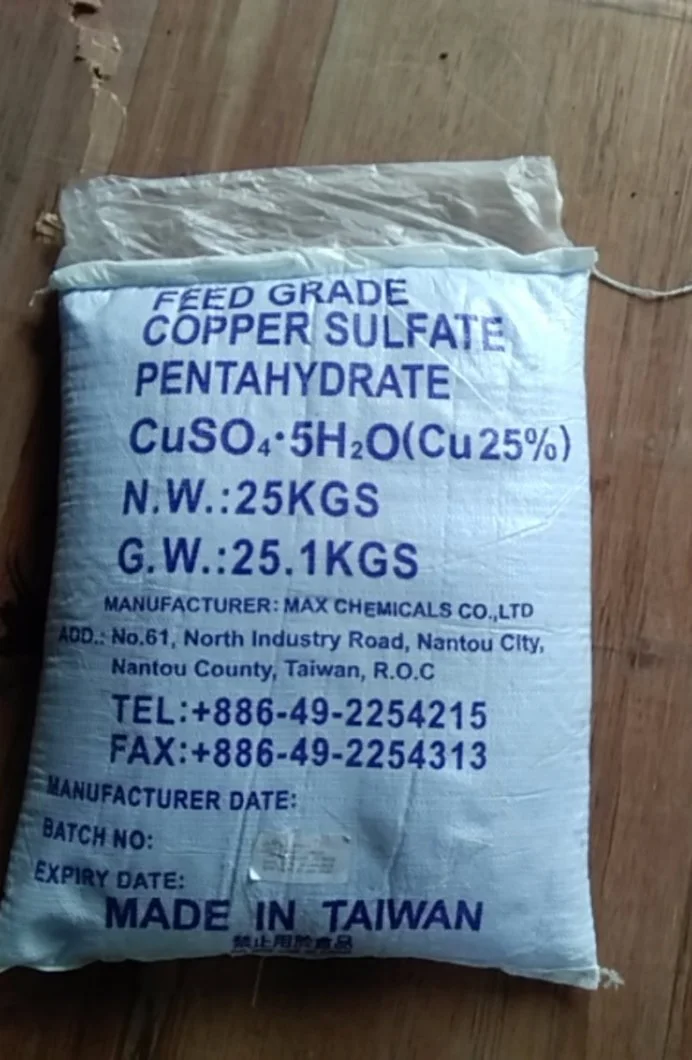 FEED GRADE
COPPER SULFATE
PENTAHYDRATE
CuSO₄·5H₂O(Cu 25%)
N.W.:25KGS
G.W.:25.1KGS
MANUFACTURER: MAX CHEMICALS CO.,LTD
ADD.: No.61, North Industry Road, Nantou City,
Nantou County, Taiwan, R.O.C
TEL:+886-49-2254215
FAX:+886-49-2254313
MANUFACTURER DATE:
BATCH NO:
EXPIRY DATE:
MADE IN TAIWAN
禁止用於食品